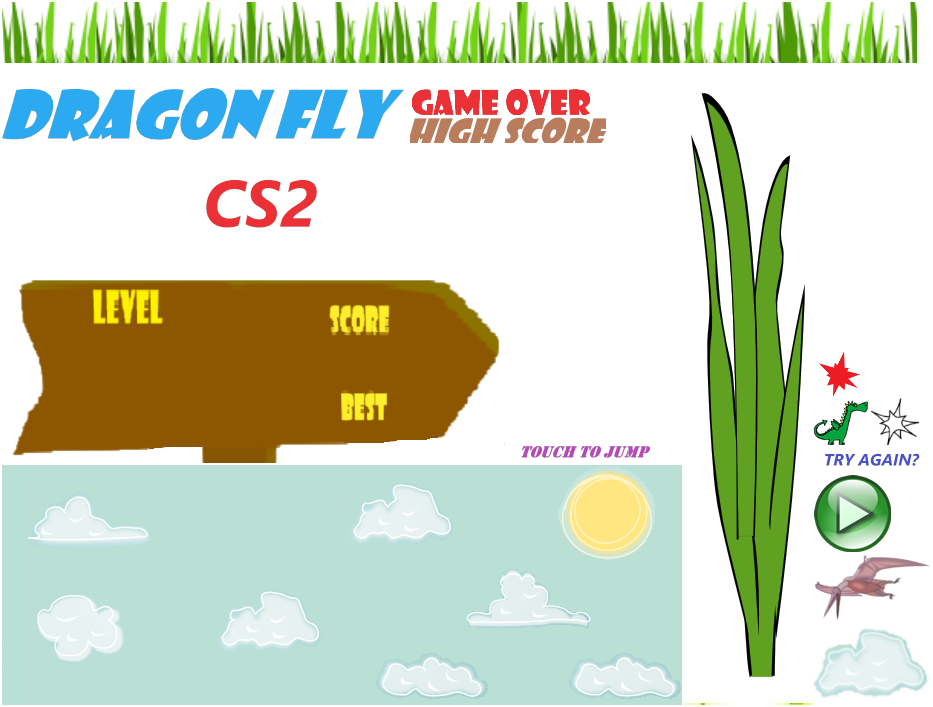 DRAGON FLY
GAME OVER
HIGH SCORE
CS2
LEVEL
SCORE
BEST
TOUCH TO JUMP
TRY AGAIN?